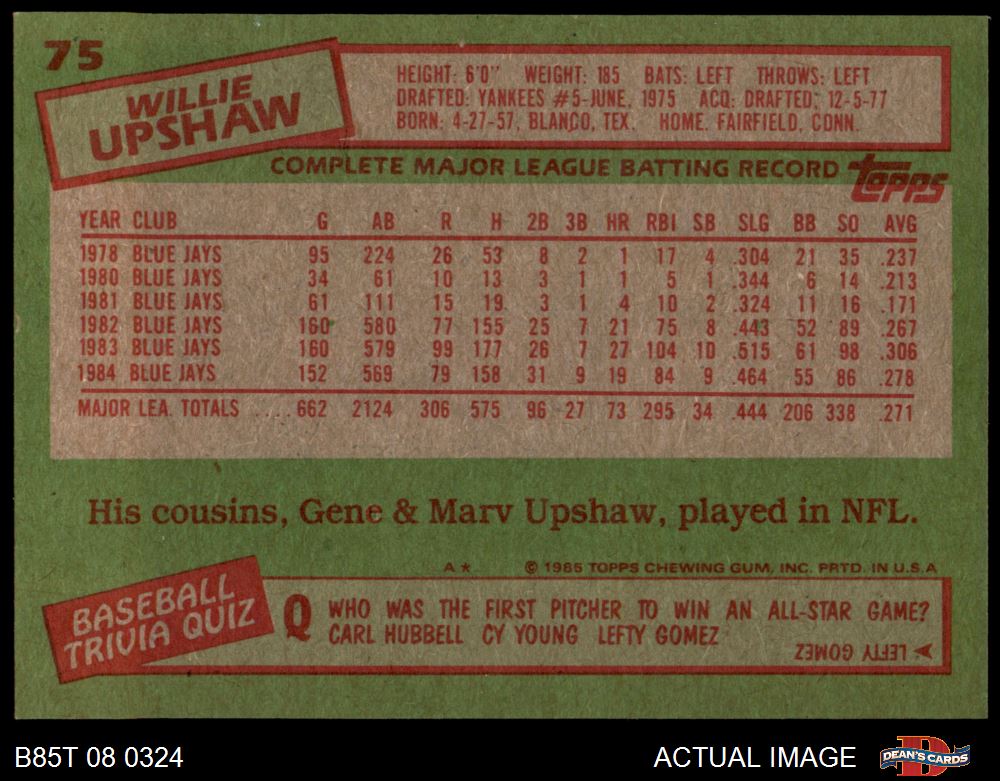 75
WILLIE
UPSHAW
HEIGHT: 6'0" WEIGHT: 185 BATS: LEFT THROWS: LEFT
DRAFTED: YANKEES #5-JUNE, 1975 ACQ: DRAFTED, 12-5-77
BORN: 4-27-57, BLANCO, TEX. HOME: FAIRFIELD, CONN.
COMPLETE MAJOR LEAGUE BATTING RECORD
Topps
YEAR CLUB G AB R H 2B 3B HR RBI SB SLG BB SO AVG
1978 BLUE JAYS 95 224 26 53 8 2 1 17 4 .304 21 35 .237
1980 BLUE JAYS 34 61 10 13 3 1 1 5 1 .344 6 14 .213
1981 BLUE JAYS 61 111 15 19 3 1 4 10 2 .324 11 16 .171
1982 BLUE JAYS 160 580 77 155 25 7 21 75 8 .443 52 89 .267
1983 BLUE JAYS 160 579 99 177 26 7 27 104 10 .515 61 98 .306
1984 BLUE JAYS 152 569 79 158 31 9 19 84 9 .464 55 86 .278
MAJOR LEA. TOTALS .... 662 2124 306 575 96 27 73 295 34 .444 206 338 .271
His cousins, Gene & Marv Upshaw, played in NFL.
A* © 1985 TOPPS CHEWING GUM, INC. PRTD. IN U.S.A
BASEBALL
TRIVIA QUIZ
Q WHO WAS THE FIRST PITCHER TO WIN AN ALL-STAR GAME?
CARL HUBBELL CY YOUNG LEFTY GOMEZ
LEFTY GOMEZ
B85T 08 0324
ACTUAL IMAGE
DEAN'S CARDS